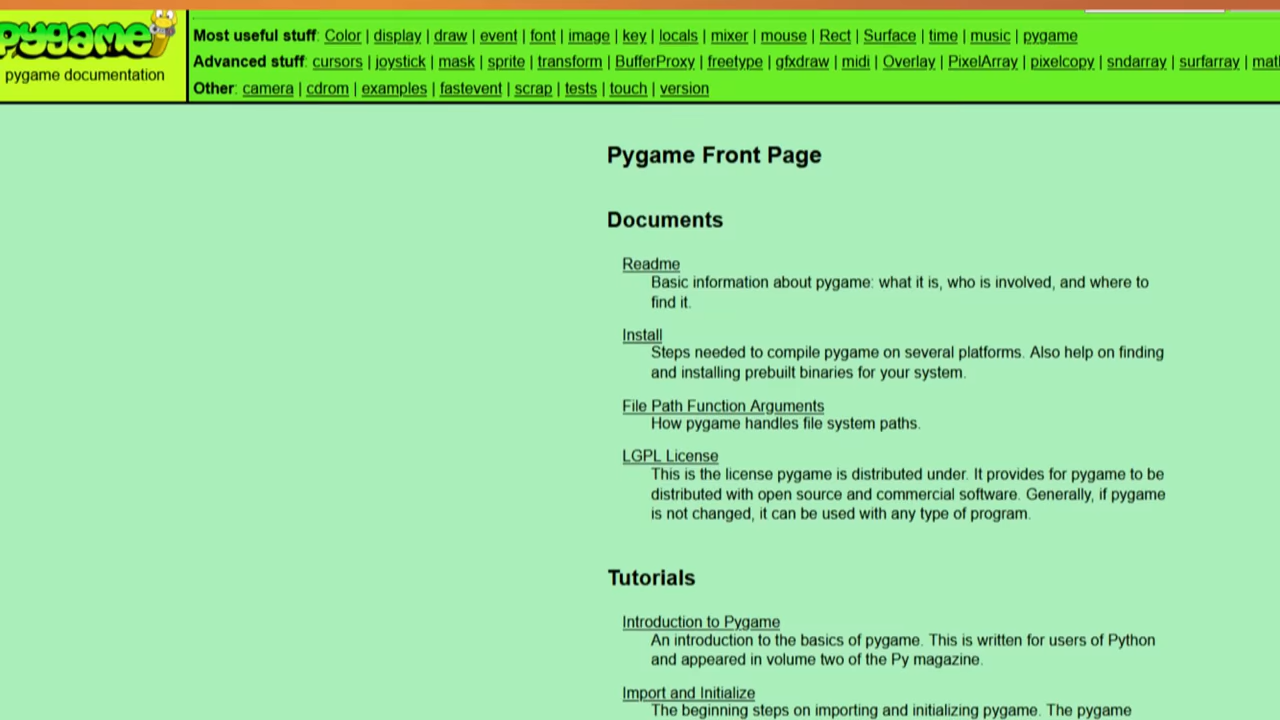 pygame
pygame documentation
Most useful stuff: Color | display | draw | event | font | image | key | locals | mixer | mouse | Rect | Surface | time | music | pygame
Advanced stuff: cursors | joystick | mask | sprite | transform | BufferProxy | freetype | gfxdraw | midi | Overlay | PixelArray | pixelcopy | sndarray | surfarray |
Other: camera | cdrom | examples | fastevent | scrap | tests | touch | version
Pygame Front Page
Documents
Readme
Basic information about pygame: what it is, who is involved, and where to
find it.
Install
Steps needed to compile pygame on several platforms. Also help on finding
and installing prebuilt binaries for your system.
File Path Function Arguments
How pygame handles file system paths.
LGPL License
This is the license pygame is distributed under. It provides for pygame to be
distributed with open source and commercial software. Generally, if pygame
is not changed, it can be used with any type of program.
Tutorials
Introduction to Pygame
An introduction to the basics of pygame. This is written for users of Python
and appeared in volume two of the Py magazine.
Import and Initialize
The beginning steps on importing and initializing pygame. The pygame